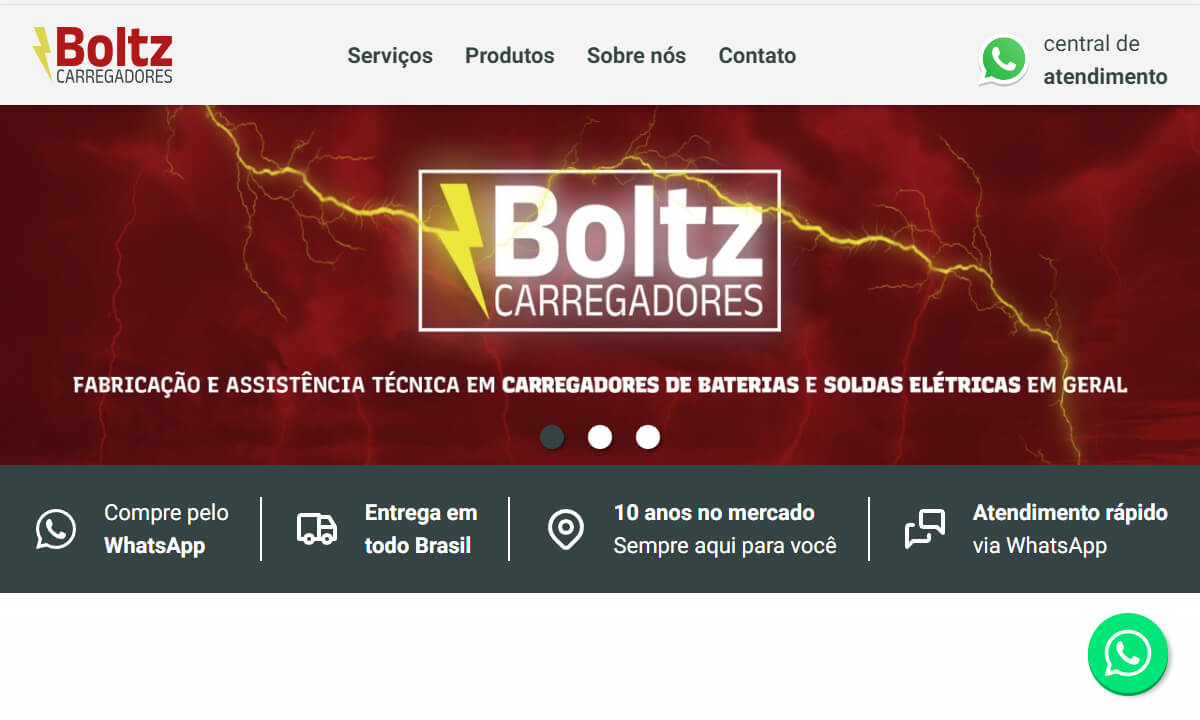 Boltz
CARREGADORES
Serviços
Produtos
Sobre nós
Contato
central de
atendimento
Boltz
CARREGADORES
FABRICAÇÃO E ASSISTÊNCIA TÉCNICA EM CARREGADORES DE BATERIAS E SOLDAS ELÉTRICAS EM GERAL
Compre pelo
WhatsApp
Entrega em
todo Brasil
10 anos no mercado
Sempre aqui para você
Atendimento rápido
via WhatsApp